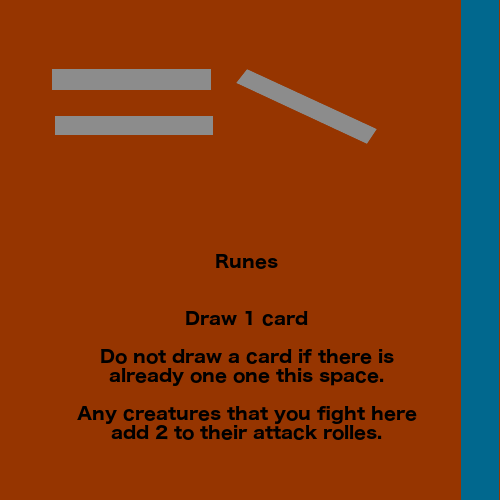 Runes
Draw 1 card
Do not draw a card if there is
already one one this space.
Any creatures that you fight here
add 2 to their attack rolles.